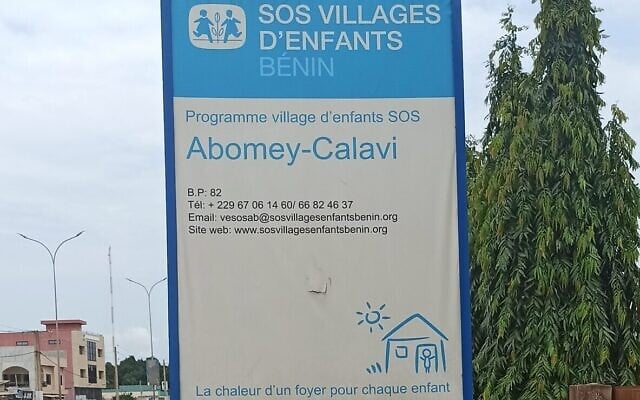 SOS VILLAGES
D'ENFANTS
BÉNIN
Programme village d'enfants SOS
Abomey-Calavi
B.P: 82
Tél: + 229 67 06 14 60/ 66 82 46 37
Email: vesosab@sosvillagesenfantsbenin.org
Site web: www.sosvillagesenfantsbenin.org
La chaleur d'un foyer pour chaque enfant